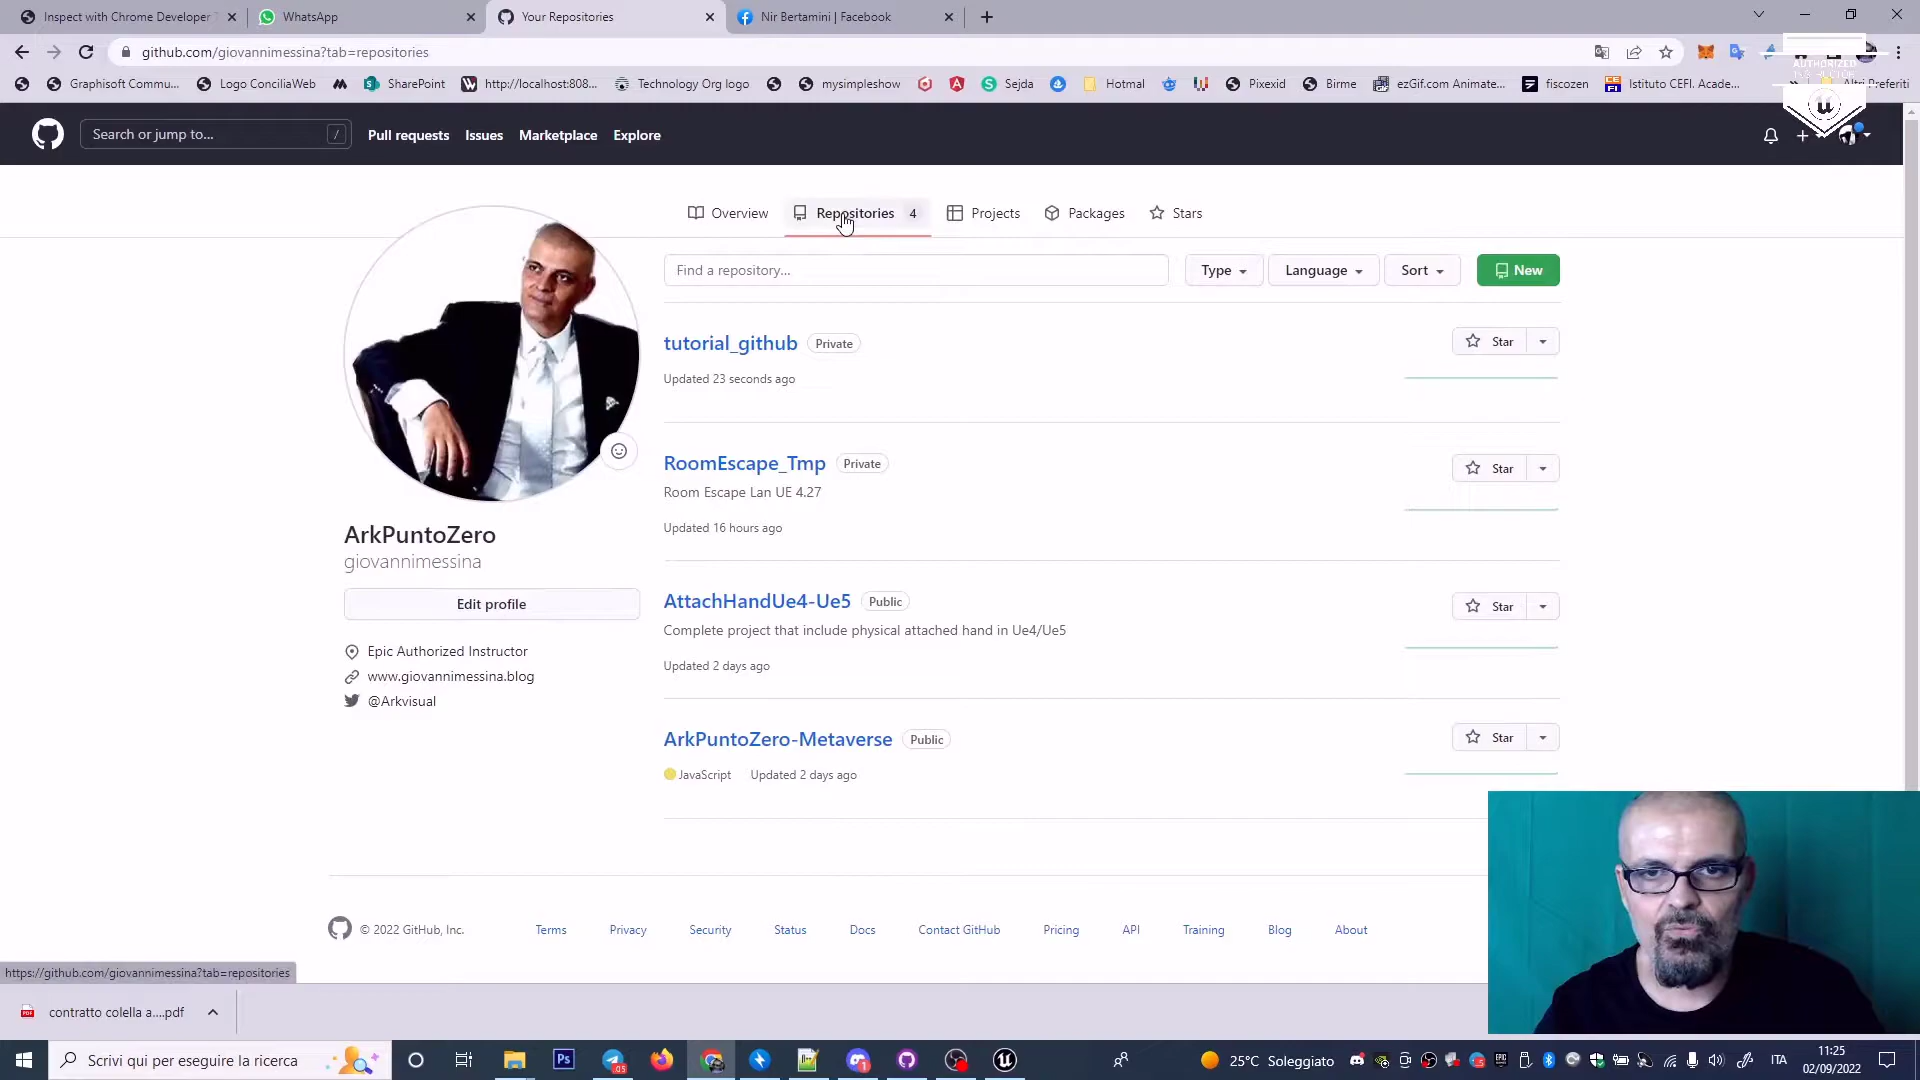 Inspect with Chrome Developer
WhatsApp
Your Repositories
Nir Bertamini | Facebook
github.com/giovannimessina?tab=repositories
Graphisoft Commu...
Logo ConciliaWeb
SharePoint
http://localhost:808...
Technology Org logo
mysimpleshow
Sejda
Hotmal
Pixexid
Birme
ezGif.com Animate...
fiscozen
Istituto CEFI. Acade...
Altri Preferiti
AUTHORIZED
INSTRUCTOR
Search or jump to...
/
Pull requests
Issues
Marketplace
Explore
Overview
Repositories 4
Projects
Packages
Stars
Find a repository...
Type
Language
Sort
New
tutorial_github Private
Star
Updated 23 seconds ago
RoomEscape_Tmp Private
Star
Room Escape Lan UE 4.27
Updated 16 hours ago
AttachHandUe4-Ue5 Public
Star
Complete project that include physical attached hand in Ue4/Ue5
Updated 2 days ago
ArkPuntoZero-Metaverse Public
Star
JavaScript Updated 2 days ago
ArkPuntoZero
giovannimessina
Edit profile
Epic Authorized Instructor
www.giovannimessina.blog
@Arkvisual
© 2022 GitHub, Inc.
Terms
Privacy
Security
Status
Docs
Contact GitHub
Pricing
API
Training
Blog
About
https://github.com/giovannimessina?tab=repositories
contratto colella a....pdf
Scrivi qui per eseguire la ricerca
Ps
25°C Soleggiato
ITA
11:25
02/09/2022